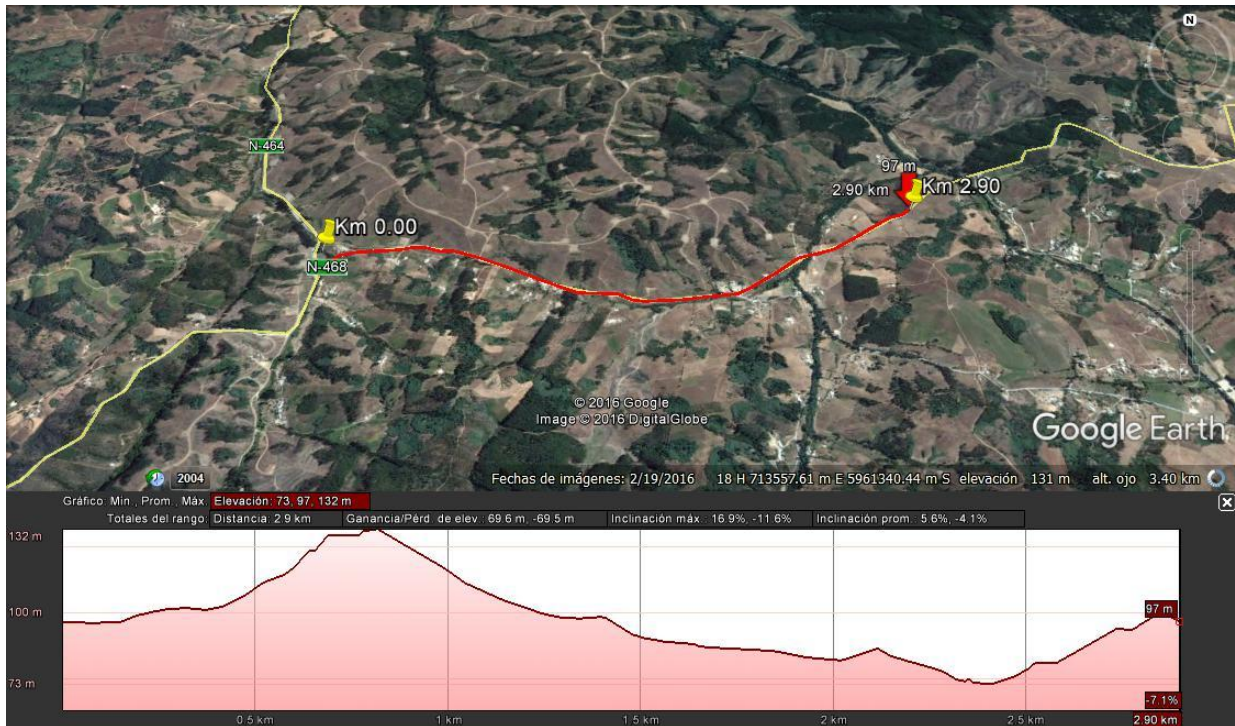 N
N-464
97 m
2.90 km
Km 2.90
Km 0.00
N-468
© 2016 Google
Image © 2016 DigitalGlobe
Google Earth
2004
Fechas de imágenes: 2/19/2016 18 H 713557.61 m E 5961340.44 m S elevación 131 m alt. ojo 3.40 km
Gráfico: Min., Prom., Máx. Elevación: 73, 97, 132 m
Totales del rango: Distancia: 2.9 km Ganancia/Pérd. de elev.: 69.6 m, -69.5 m Inclinación máx.: 16.9%, -11.6% Inclinación prom.: 5.6%, -4.1%
132 m
100 m
97 m
73 m
-7.1%
0.5 km 1 km 1.5 km 2 km 2.5 km 2.90 km